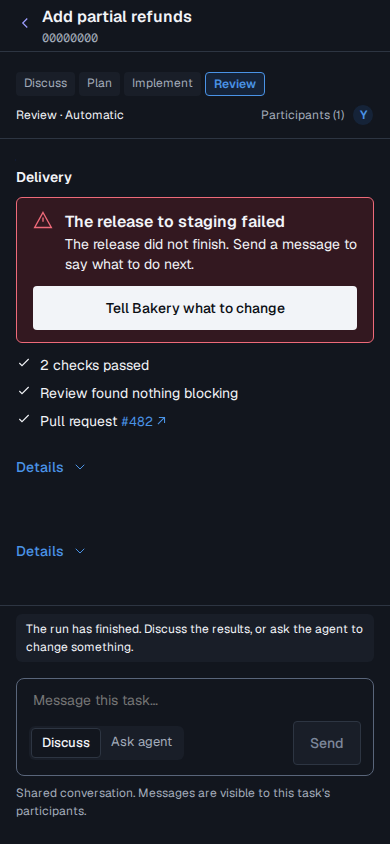 Add partial refunds
00000000
Discuss
Plan
Implement
Review
Review · Automatic
Participants (1)
Y
Delivery
The release to staging failed
The release did not finish. Send a message to
say what to do next.
Tell Bakery what to change
2 checks passed
Review found nothing blocking
Pull request #482
Details
Details
The run has finished. Discuss the results, or ask the agent to
change something.
Message this task...
Discuss
Ask agent
Send
Shared conversation. Messages are visible to this task's
participants.